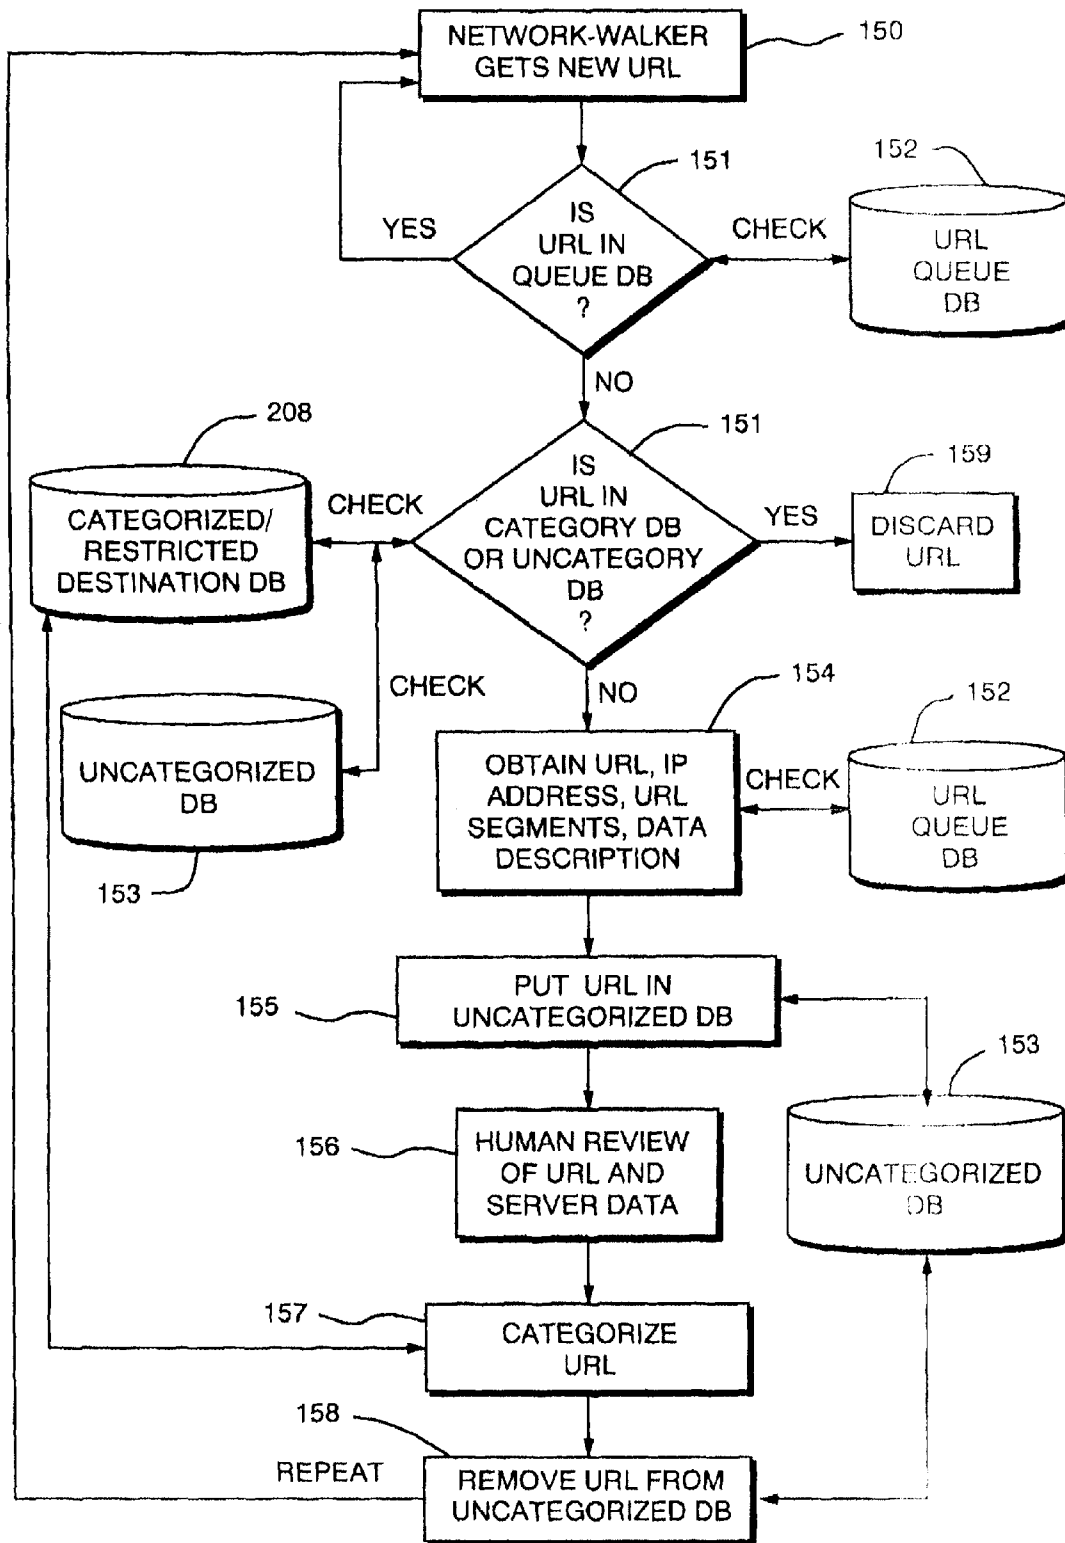 NETWORK-WALKER
GETS NEW URL
150
151
152
IS
URL IN
QUEUE DB
?
YES
CHECK
URL
QUEUE
DB
NO
208
151
159
CATEGORIZED/
RESTRICTED
DESTINATION DB
CHECK
IS
URL IN
CATEGORY DB
OR UNCATEGORY
DB
?
YES
DISCARD
URL
CHECK
NO
154
152
UNCATEGORIZED
DB
153
OBTAIN URL, IP
ADDRESS, URL
SEGMENTS, DATA
DESCRIPTION
CHECK
URL
QUEUE
DB
155
PUT URL IN
UNCATEGORIZED DB
153
156
HUMAN REVIEW
OF URL AND
SERVER DATA
UNCATEGORIZED
DB
157
CATEGORIZE
URL
158
REPEAT
REMOVE URL FROM
UNCATEGORIZED DB